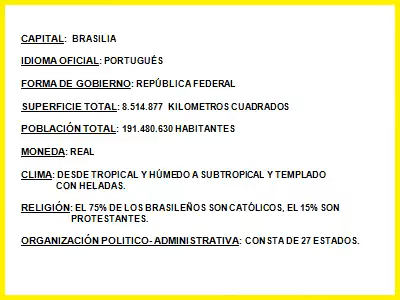 CAPITAL: BRASILIA
IDIOMA OFICIAL: PORTUGUÉS
FORMA DE GOBIERNO: REPÚBLICA FEDERAL
SUPERFICIE TOTAL: 8.514.877 KILOMETROS CUADRADOS
POBLACIÓN TOTAL: 191.480.630 HABITANTES
MONEDA: REAL
CLIMA: DESDE TROPICAL Y HÚMEDO A SUBTROPICAL Y TEMPLADO
CON HELADAS.
RELIGIÓN: EL 75% DE LOS BRASILEÑOS SON CATÓLICOS, EL 15% SON
PROTESTANTES.
ORGANIZACIÓN POLITICO- ADMINISTRATIVA: CONSTA DE 27 ESTADOS.